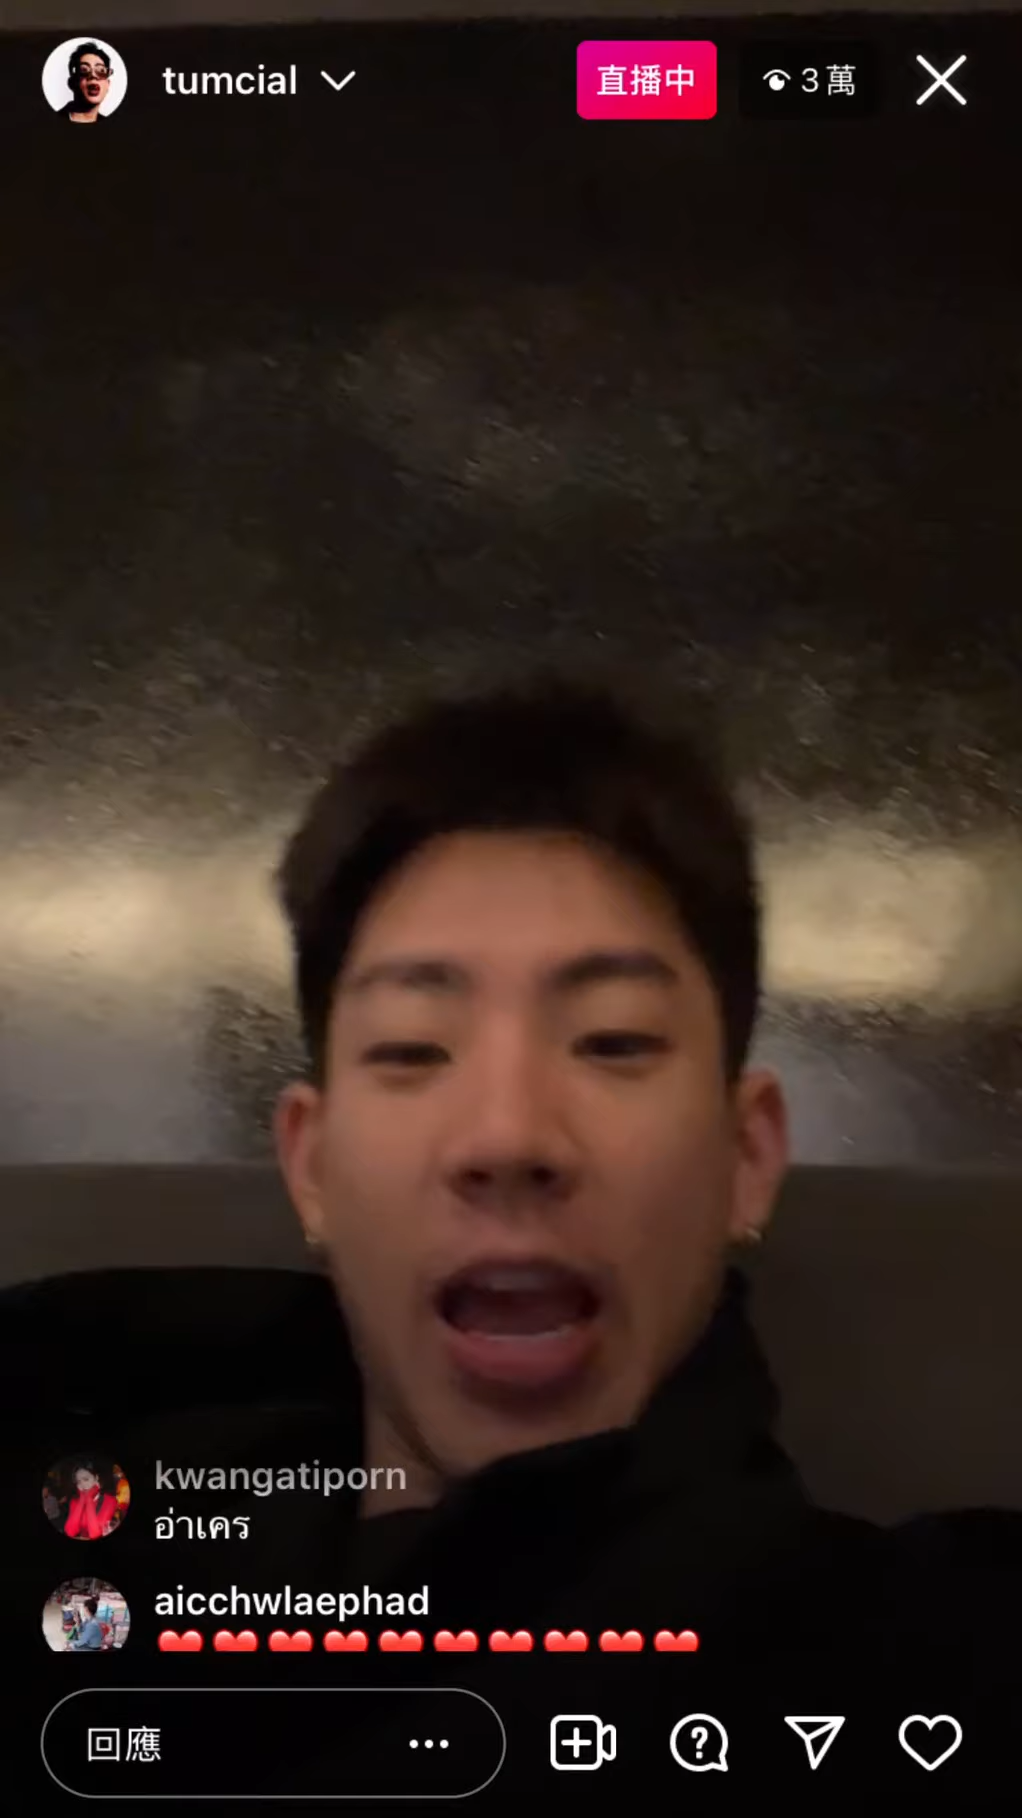 tumcial
直播中
3 萬
kwangatiporn
อ่าเคร
aicchwlaephad
回應